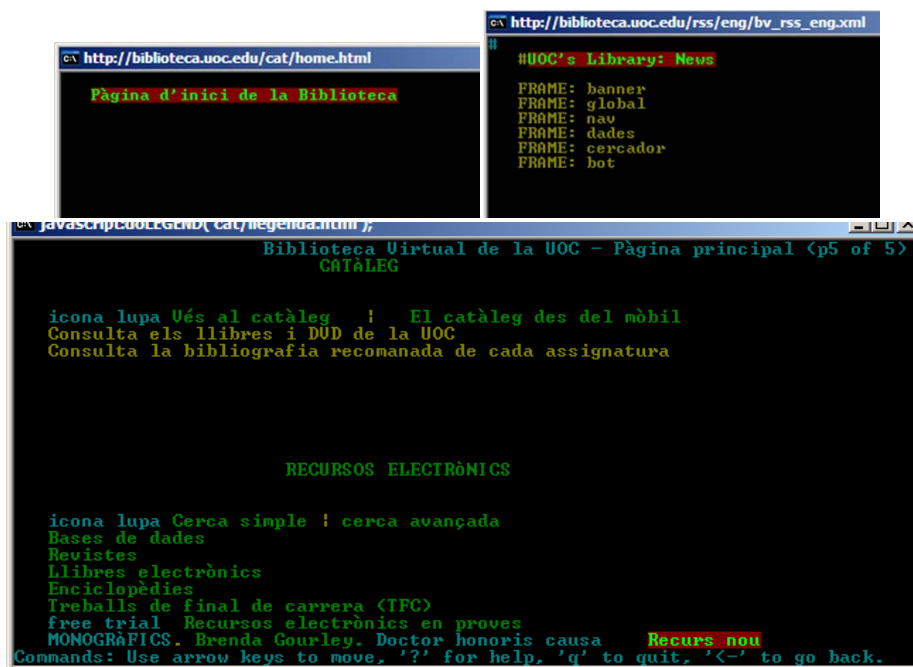 http://biblioteca.uoc.edu/cat/home.html
Pàgina d'inici de la Biblioteca
http://biblioteca.uoc.edu/rss/eng/bv_rss_eng.xml
#
#UOC's Library: News
FRAME: banner
FRAME: global
FRAME: nav
FRAME: dades
FRAME: cercador
FRAME: bot
javascript:doLEGEND( cat/llegenda.html );
Biblioteca Virtual de la UOC - Pàgina principal (p5 of 5)
CATàLEG
icona lupa Vés al catàleg ¦ El catàleg des del mòbil
Consulta els llibres i DVD de la UOC
Consulta la bibliografia recomanada de cada assignatura
RECURSOS ELECTRòNICS
icona lupa Cerca simple ¦ cerca avançada
Bases de dades
Revistes
Llibres electrònics
Enciclopèdies
Treballs de final de carrera (TFC)
free trial Recursos electrònics en proves
MONOGRÀFICS. Brenda Gourley. Doctor honoris causa Recurs nou
Commands: Use arrow keys to move, '?' for help, 'q' to quit, '<-' to go back.